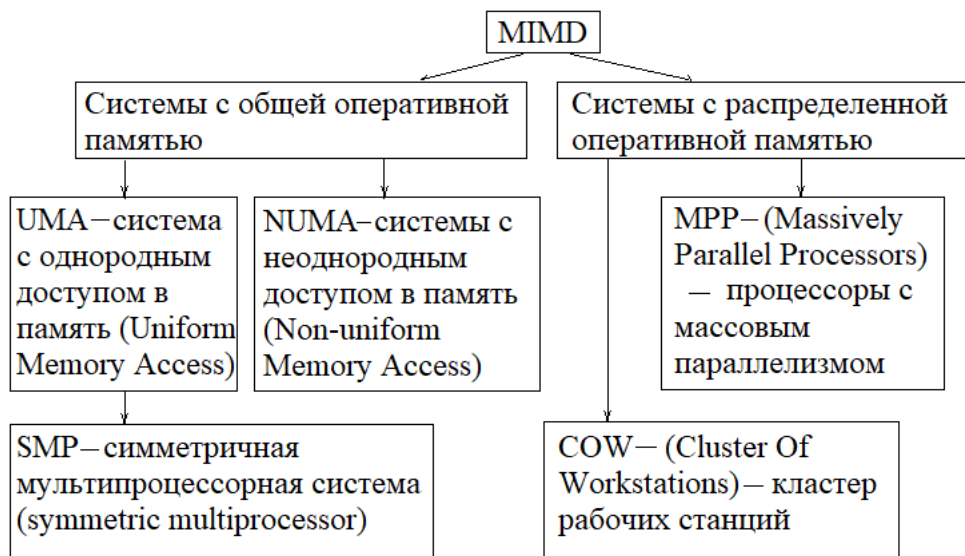 MIMD
Системы с общей оперативной
памятью
Системы с распределенной
оперативной памятью
UMA—система
с однородным
доступом в
память (Uniform
Memory Access)
NUMA—системы с
неоднородным
доступом в память
(Non-uniform
Memory Access)
MPP— (Massively
Parallel Processors)
— процессоры с
массовым
параллелизмом
SMP—симметричная
мультипроцессорная система
(symmetric multiprocessor)
COW— (Cluster Of
Workstations)— кластер
рабочих станций